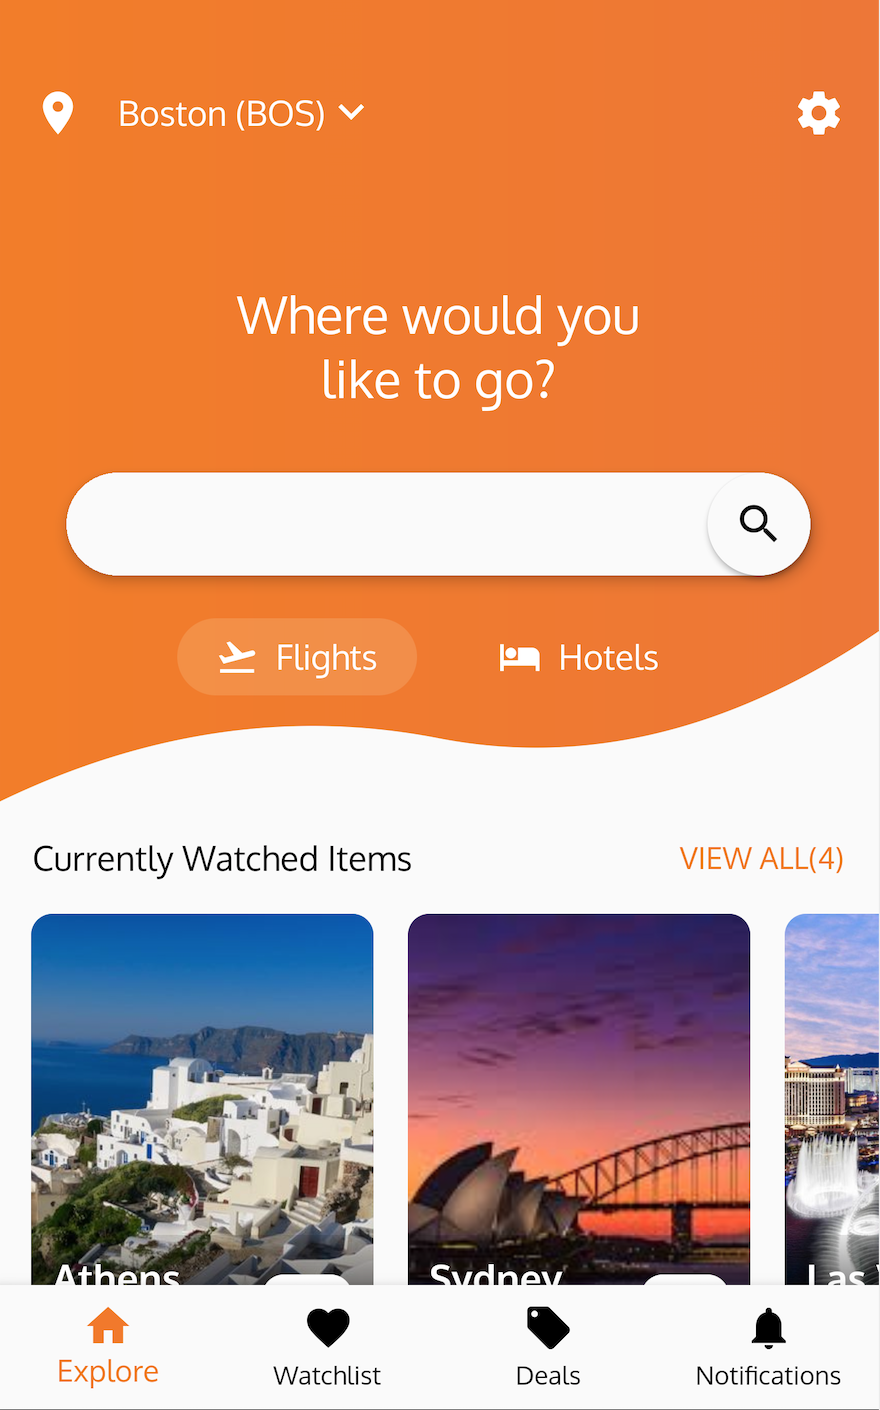 Boston (BOS)
Where would you
like to go?
Flights
Hotels
Currently Watched Items
VIEW ALL(4)
Athens
Sydney
Las
Explore
Watchlist
Deals
Notifications